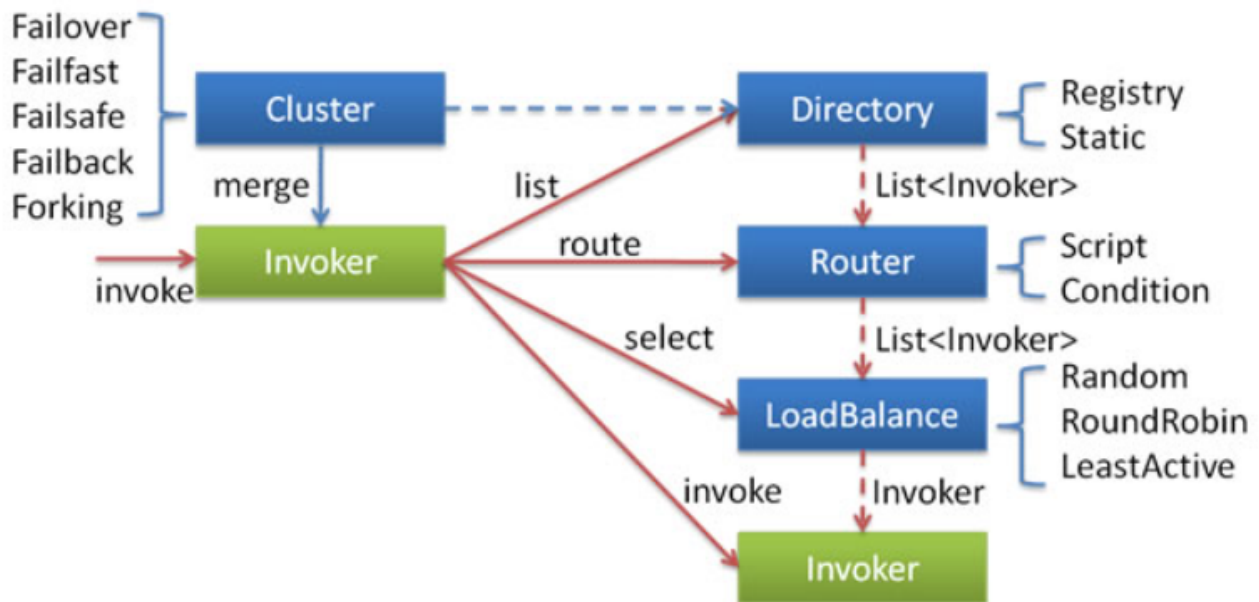 Failover
Failfast
Failsafe
Failback
Forking
Cluster
Directory
Registry
Static
merge
list
List<Invoker>
invoke
Invoker
route
Router
Script
Condition
select
List<Invoker>
LoadBalance
Random
RoundRobin
LeastActive
invoke
Invoker
Invoker